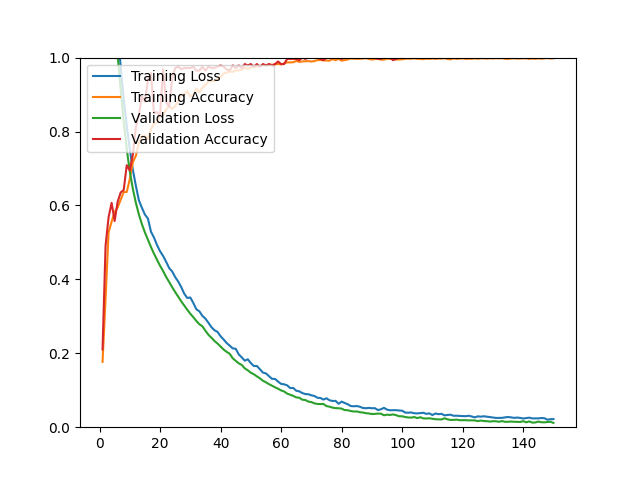 1.0
0.8
0.6
0.4
0.2
0.0
Training Loss
Training Accuracy
Validation Loss
Validation Accuracy
0 20 40 60 80 100 120 140